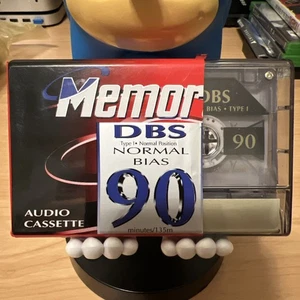 Memor
DBS
Type I • Normal Position
NORMAL
BIAS
90
minutes/135m
AUDIO
CASSETTE
DBS
BIAS • TYPE I
90